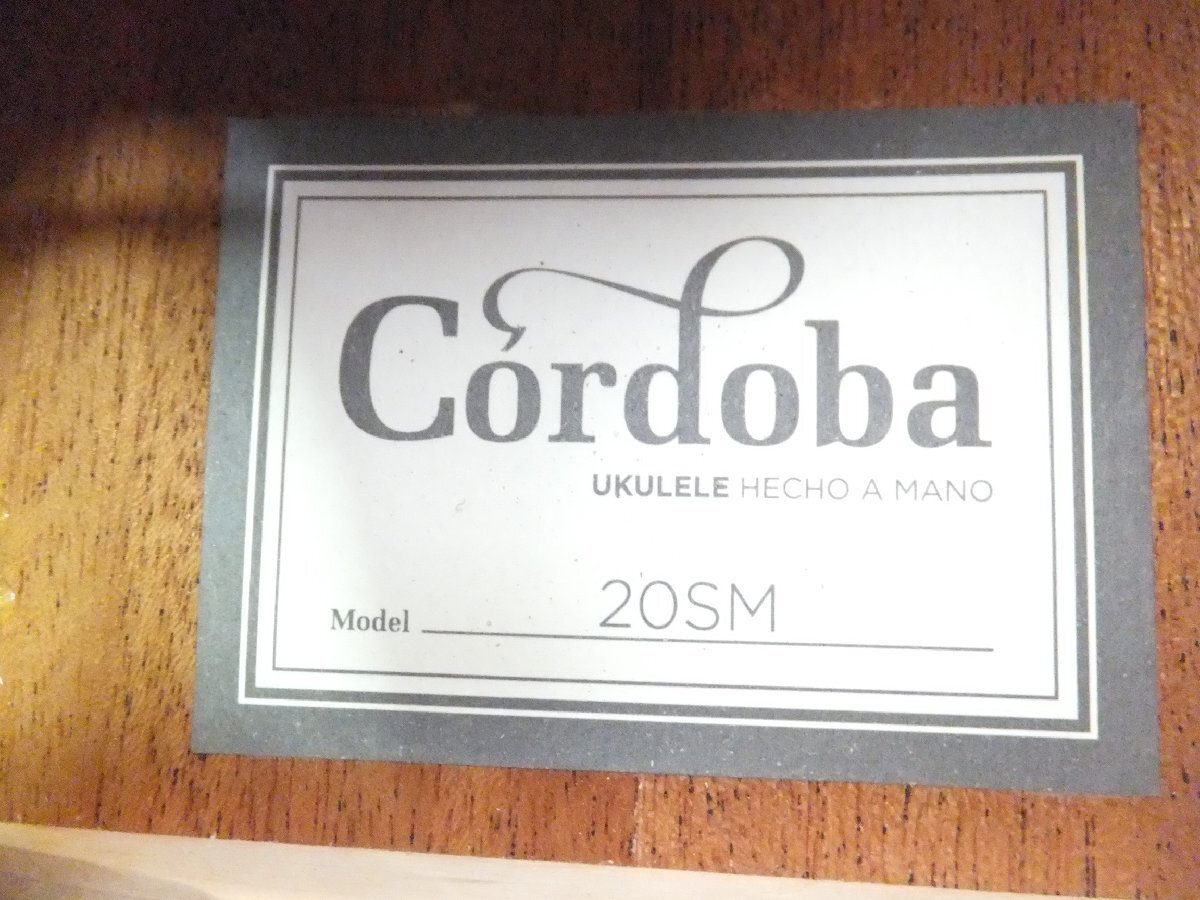 Córdoba
UKULELE HECHO A MANO
Model 20SM